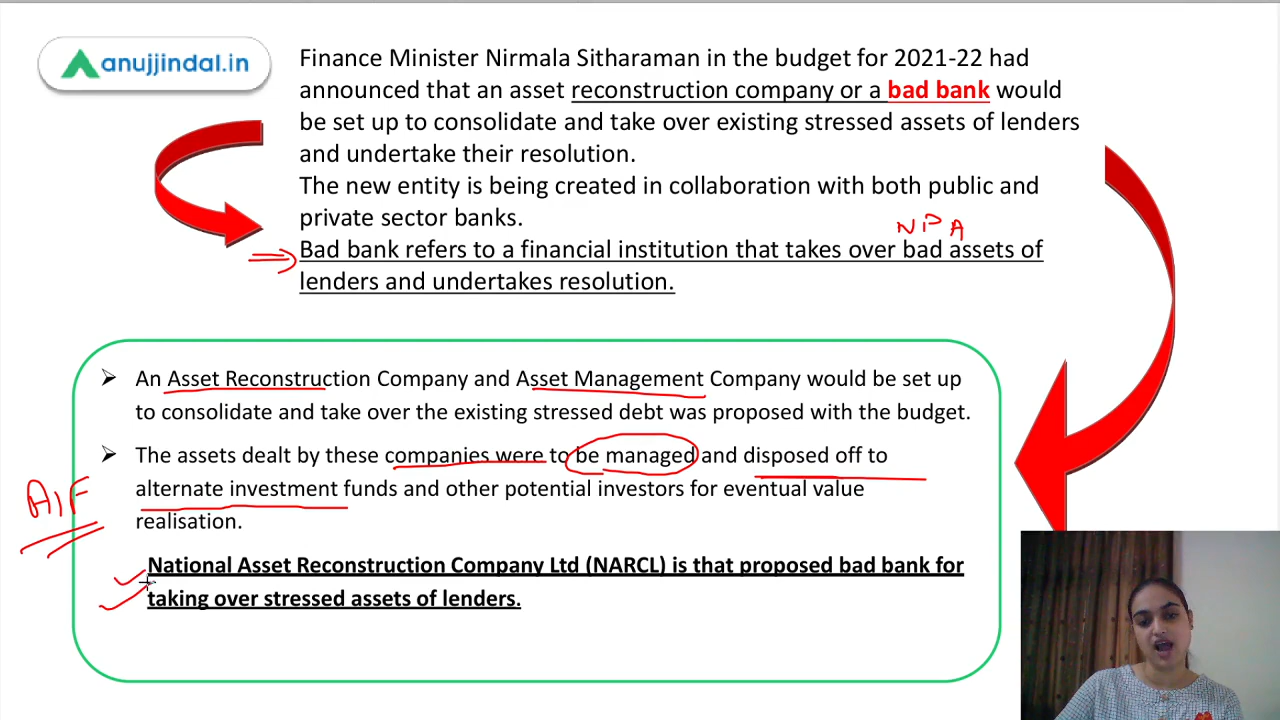 anujjindal.in
Finance Minister Nirmala Sitharaman in the budget for 2021-22 had
announced that an asset reconstruction company or a bad bank would
be set up to consolidate and take over existing stressed assets of lenders
and undertake their resolution.
The new entity is being created in collaboration with both public and
private sector banks.
NPA
Bad bank refers to a financial institution that takes over bad assets of
lenders and undertakes resolution.
➢ An Asset Reconstruction Company and Asset Management Company would be set up
to consolidate and take over the existing stressed debt was proposed with the budget.
➢ The assets dealt by these companies were to be managed and disposed off to
alternate investment funds and other potential investors for eventual value
realisation.
AIF
National Asset Reconstruction Company Ltd (NARCL) is that proposed bad bank for
taking over stressed assets of lenders.